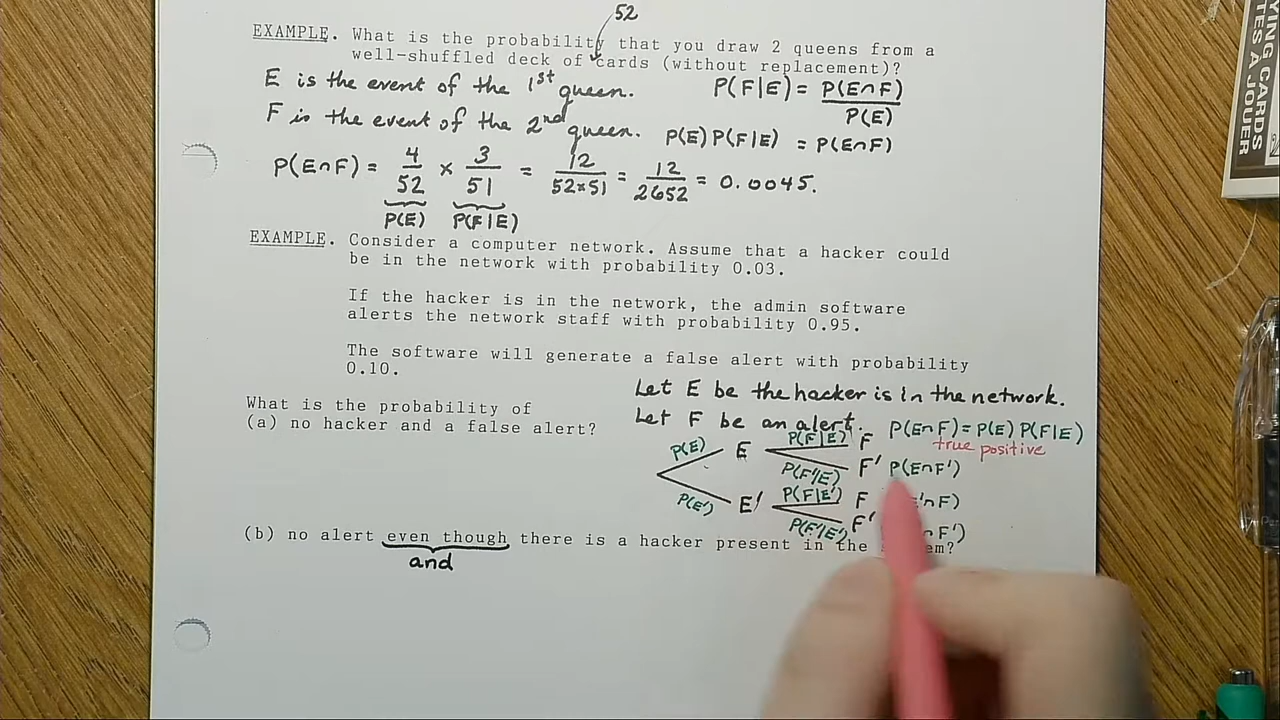 52
EXAMPLE. What is the probability that you draw 2 queens from a
well-shuffled deck of cards (without replacement)?
E is the event of the 1st queen.
P(F|E) = P(E∩F) / P(E)
F is the event of the 2nd queen.
P(E) P(F|E) = P(E∩F)
P(E∩F) = 4/52 × 3/51 = 12/52×51 = 12/2652 = 0.0045.
P(E) P(F|E)
EXAMPLE. Consider a computer network. Assume that a hacker could
be in the network with probability 0.03.
If the hacker is in the network, the admin software
alerts the network staff with probability 0.95.
The software will generate a false alert with probability
0.10.
Let E be the hacker is in the network.
What is the probability of
Let F be an alert.
(a) no hacker and a false alert?
P(E) E P(F|E) F P(E∩F) = P(E) P(F|E)
true positive
P(F'|E) F' P(E∩F')
P(E') E' P(F|E') F E'∩F)
P(F'|E') F' ∩F')
(b) no alert even though there is a hacker present in the em?
and
YING CARDS
TES A JOUER